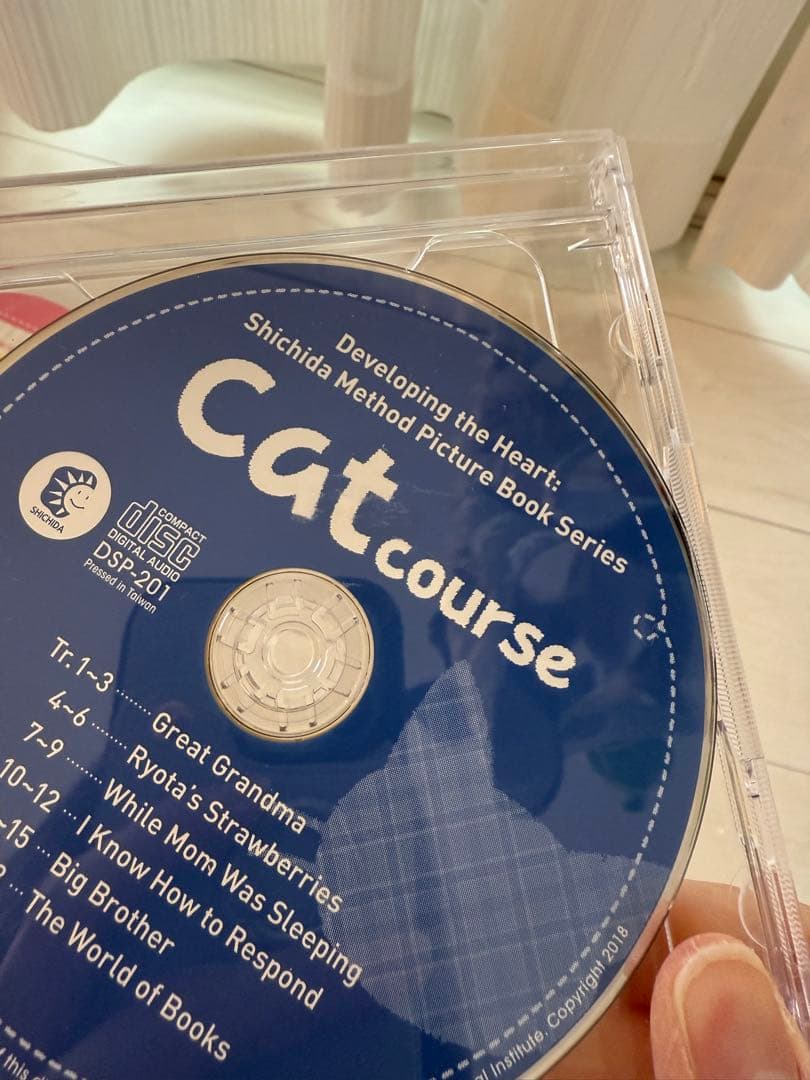 Developing the Heart:
Shichida Method Picture Book Series
Cat course
SHICHIDA
COMPACT
disc
DIGITAL AUDIO
DSP-201
Pressed in Taiwan
Tr. 1~3 ...... Great Grandma
4~6 ...... Ryota's Strawberries
7~9 ...... While Mom Was Sleeping
10~12 ... I Know How to Respond
~15 ... Big Brother
... The World of Books
Institute. Copyright 2018